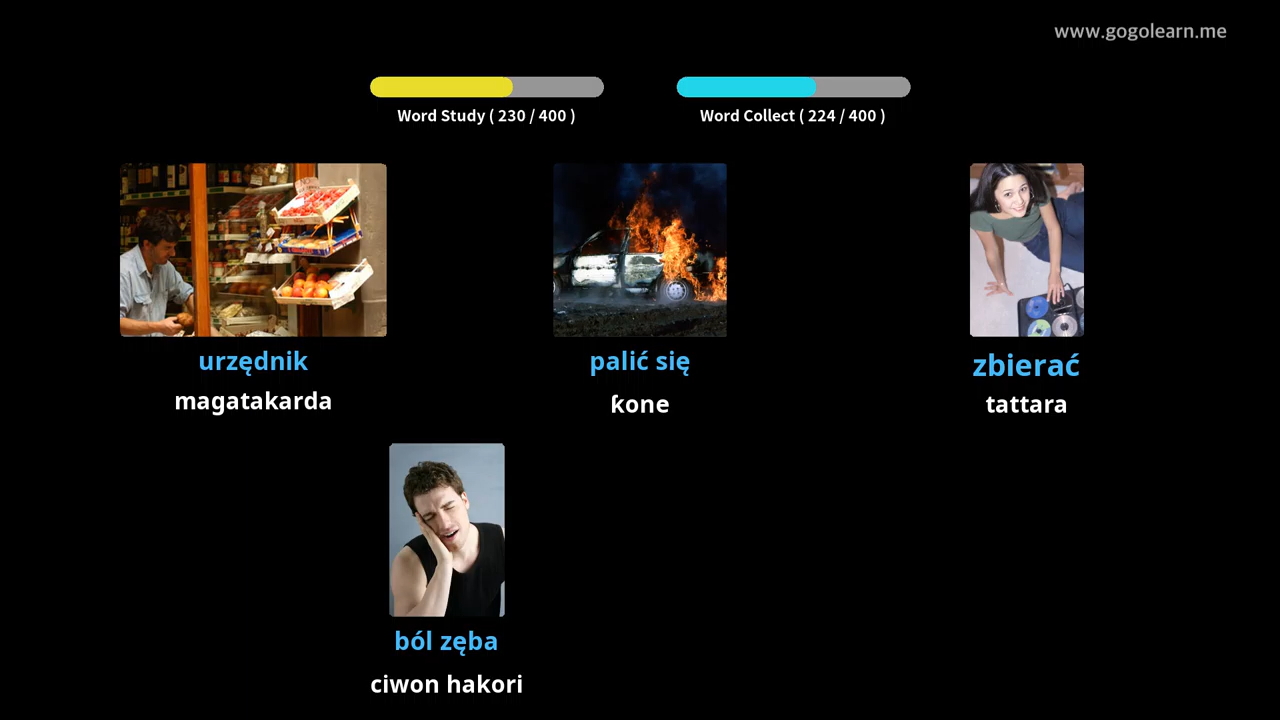 www.gogolearn.me
Word Study ( 230 / 400 )
Word Collect ( 224 / 400 )
urzędnik
palić się
zbierać
magatakarda
ƙone
tattara
ból zęba
ciwon hakori